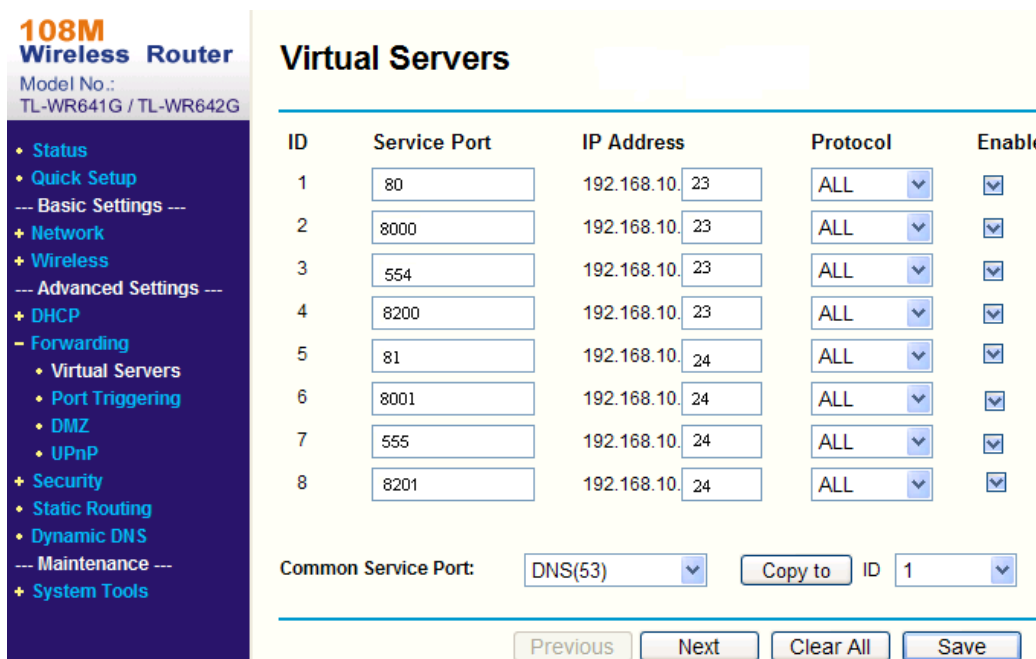 108M
Wireless Router
Model No.:
TL-WR641G / TL-WR642G
• Status
• Quick Setup
--- Basic Settings ---
+ Network
+ Wireless
--- Advanced Settings ---
+ DHCP
− Forwarding
• Virtual Servers
• Port Triggering
• DMZ
• UPnP
+ Security
• Static Routing
• Dynamic DNS
--- Maintenance ---
+ System Tools
Virtual Servers
ID Service Port IP Address Protocol Enable
1 80 192.168.10. 23 ALL
2 8000 192.168.10. 23 ALL
3 554 192.168.10. 23 ALL
4 8200 192.168.10. 23 ALL
5 81 192.168.10. 24 ALL
6 8001 192.168.10. 24 ALL
7 555 192.168.10. 24 ALL
8 8201 192.168.10. 24 ALL
Common Service Port: DNS(53) Copy to ID 1
Previous Next Clear All Save